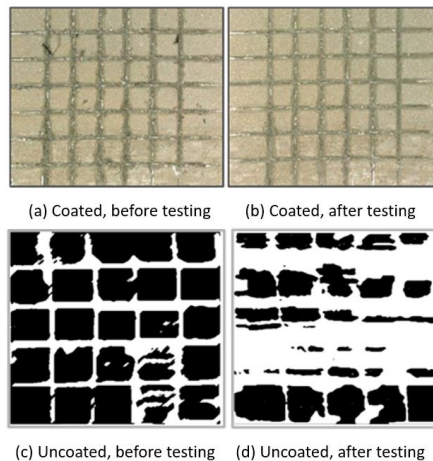 (a) Coated, before testing
(b) Coated, after testing
(c) Uncoated, before testing
(d) Uncoated, after testing